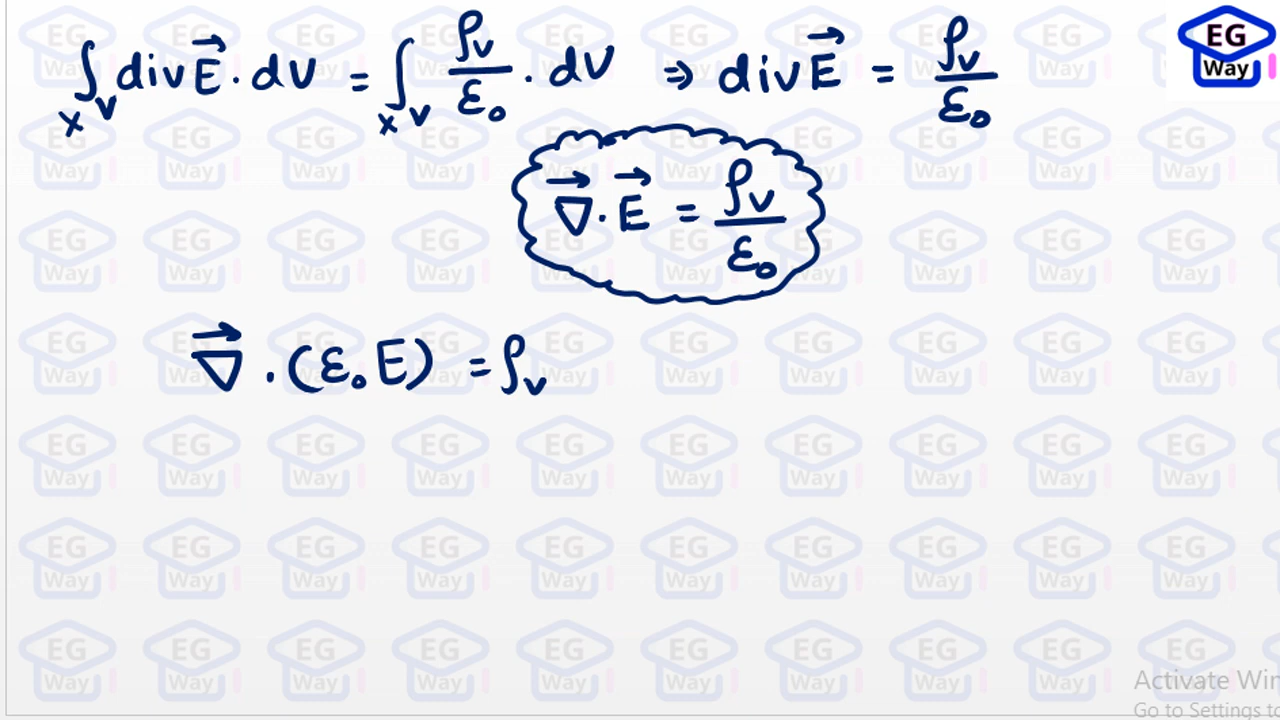 ∫ᵥ div E⃗ . dv = ∫ᵥ ρᵥ/ε₀ . dv ⇒ div E⃗ = ρᵥ/ε₀
x x
∇⃗ . E⃗ = ρᵥ/ε₀
∇⃗ . (ε₀E) = ρᵥ
EG
Way
Activate Win
Go to Settings to